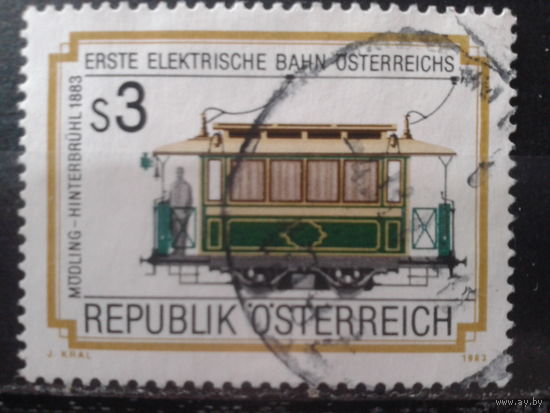 ERSTE ELEKTRISCHE BAHN ÖSTERREICHS
S3
MÖDLING – HINTERBRÜHL 1883
REPUBLIK ÖSTERREICH
J. KRAL
1983
www.ay.by